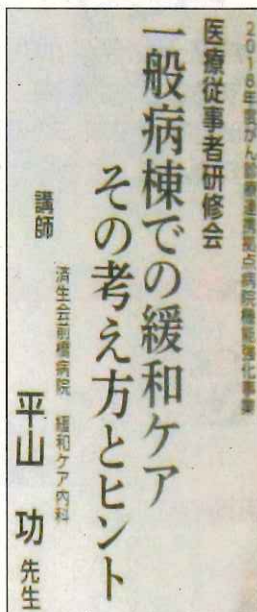 2016年度がん診療連携拠点病院機能強化事業
医療従事者研修会
一般病棟での緩和ケア
その考え方とヒント
講師
済生会前橋病院 緩和ケア内科
平山 功 先生